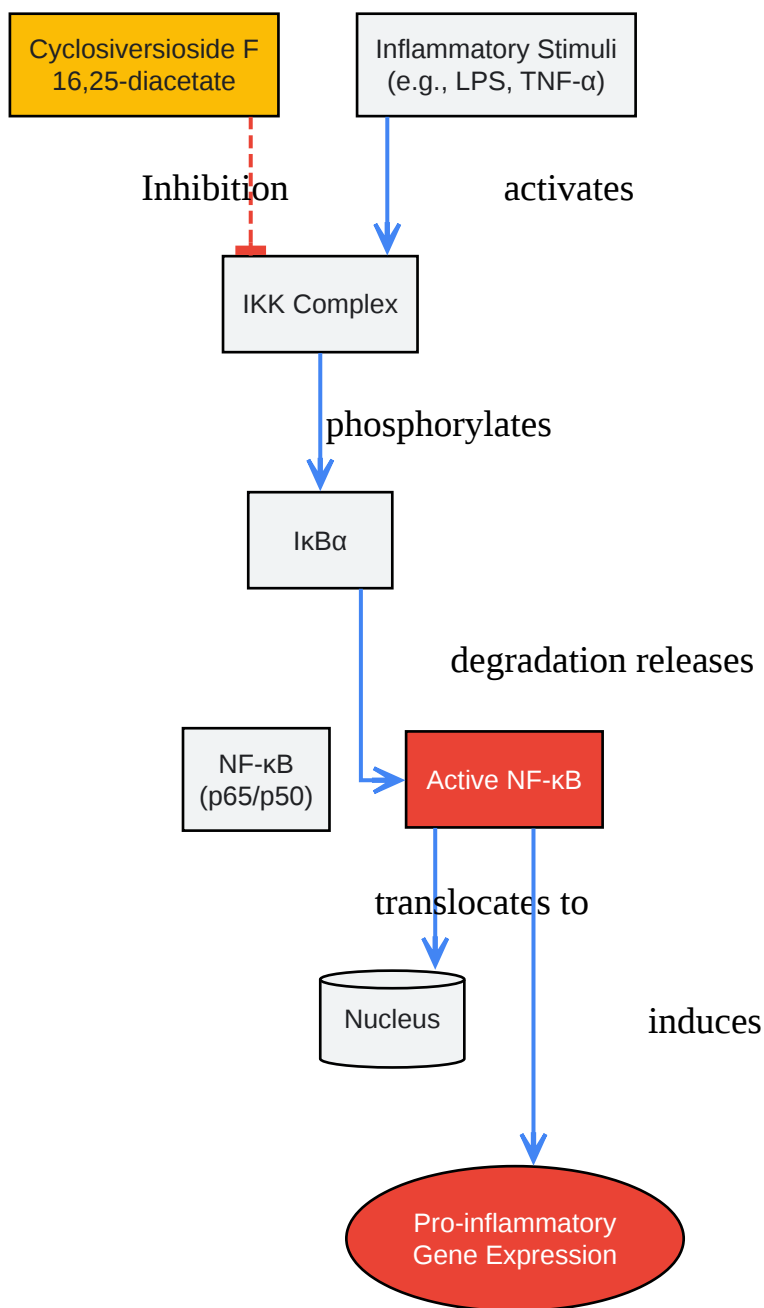 Cyclosiversioside F
16,25-diacetate
Inflammatory Stimuli
(e.g., LPS, TNF-α)
Inhibition
activates
IKK Complex
phosphorylates
IκBα
degradation releases
NF-κB
(p65/p50)
Active NF-κB
translocates to
Nucleus
induces
Pro-inflammatory
Gene Expression